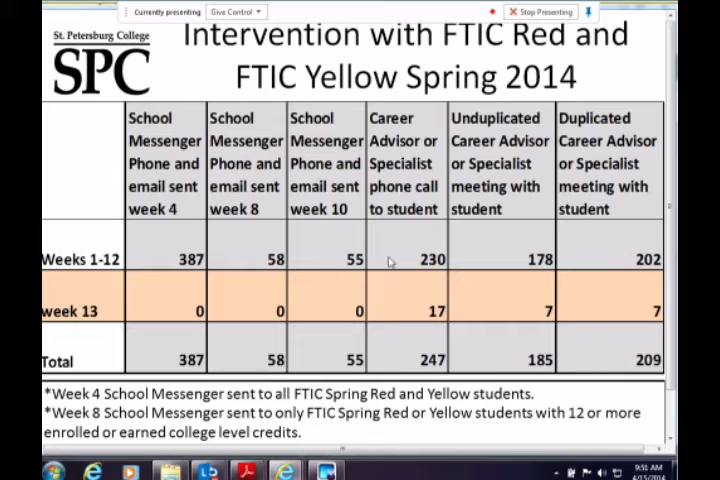 Currently presenting Give Control Stop Presenting
St. Petersburg College
SPC
Intervention with FTIC Red and
FTIC Yellow Spring 2014
School Messenger Phone and email sent week 4
School Messenger Phone and email sent week 8
School Messenger Phone and email sent week 10
Career Advisor or Specialist phone call to student
Unduplicated Career Advisor or Specialist meeting with student
Duplicated Career Advisor or Specialist meeting with student
Weeks 1-12 387 58 55 230 178 202
week 13 0 0 0 17 7 7
Total 387 58 55 247 185 209
*Week 4 School Messenger sent to all FTIC Spring Red and Yellow students.
*Week 8 School Messenger sent to only FTIC Spring Red or Yellow students with 12 or more
enrolled or earned college level credits.
9:51 AM
4/15/2014